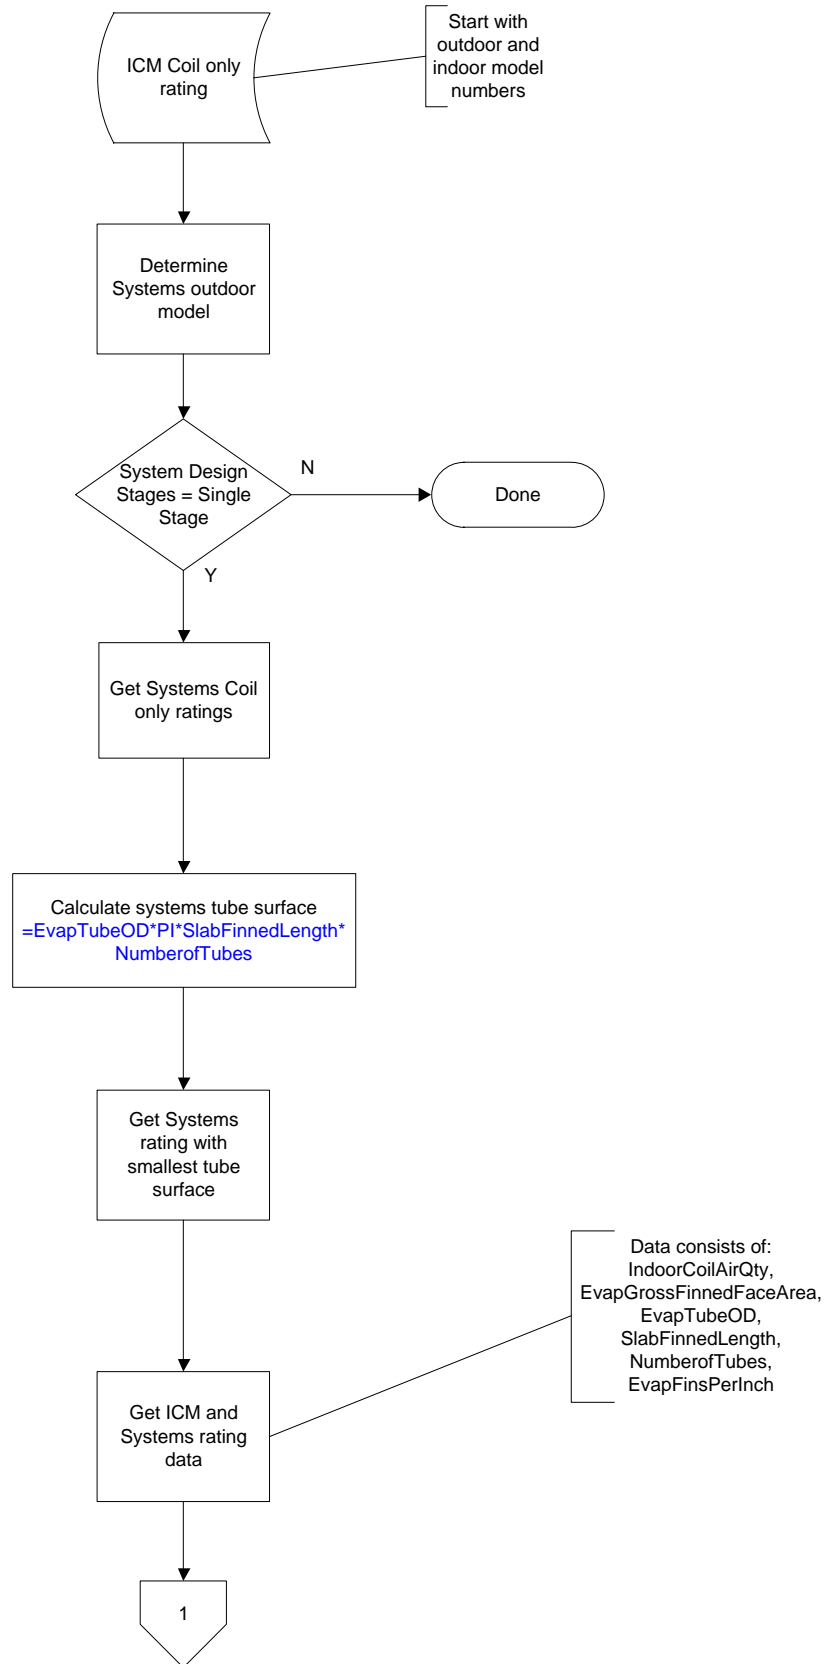 ICM Coil only
rating
Start with
outdoor and
indoor model
numbers
Determine
Systems outdoor
model
System Design
Stages = Single
Stage
N
Done
Y
Get Systems Coil
only ratings
Calculate systems tube surface
=EvapTubeOD*PI*SlabFinnedLength*
NumberofTubes
Get Systems
rating with
smallest tube
surface
Data consists of:
IndoorCoilAirQty,
EvapGrossFinnedFaceArea,
EvapTubeOD,
SlabFinnedLength,
NumberofTubes,
EvapFinsPerInch
Get ICM and
Systems rating
data
1